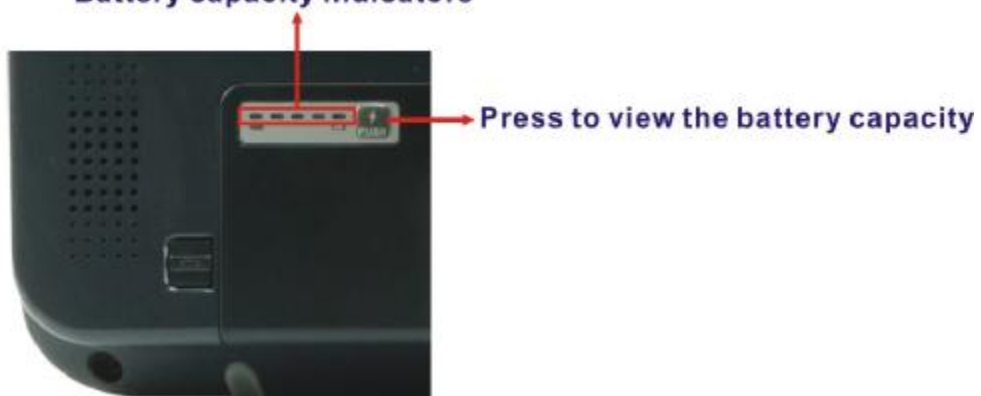 Battery capacity indicators
Press to view the battery capacity
PUSH